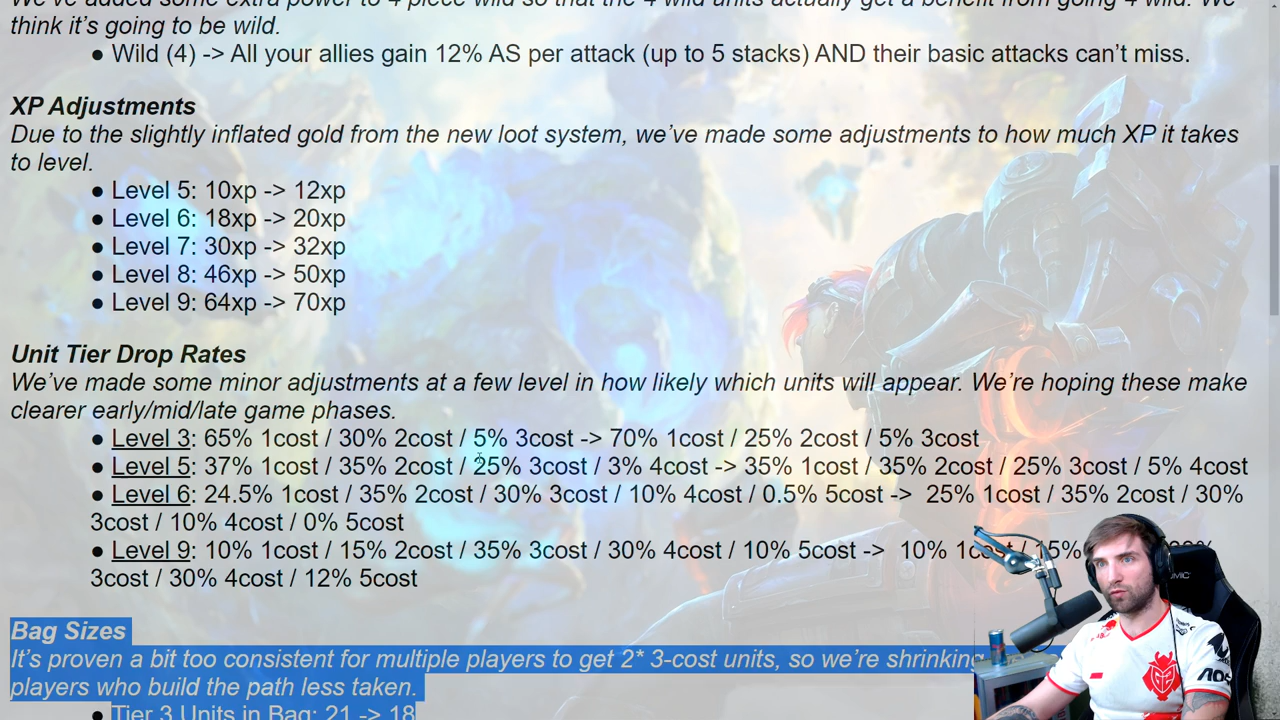 We've added some extra power to 4 piece wild so that the 4 wild units actually get a benefit from going 4 wild. We
think it's going to be wild.
● Wild (4) -> All your allies gain 12% AS per attack (up to 5 stacks) AND their basic attacks can't miss.
XP Adjustments
Due to the slightly inflated gold from the new loot system, we've made some adjustments to how much XP it takes
to level.
● Level 5: 10xp -> 12xp
● Level 6: 18xp -> 20xp
● Level 7: 30xp -> 32xp
● Level 8: 46xp -> 50xp
● Level 9: 64xp -> 70xp
Unit Tier Drop Rates
We've made some minor adjustments at a few level in how likely which units will appear. We're hoping these make
clearer early/mid/late game phases.
● Level 3: 65% 1cost / 30% 2cost / 5% 3cost -> 70% 1cost / 25% 2cost / 5% 3cost
● Level 5: 37% 1cost / 35% 2cost / 25% 3cost / 3% 4cost -> 35% 1cost / 35% 2cost / 25% 3cost / 5% 4cost
● Level 6: 24.5% 1cost / 35% 2cost / 30% 3cost / 10% 4cost / 0.5% 5cost -> 25% 1cost / 35% 2cost / 30%
3cost / 10% 4cost / 0% 5cost
● Level 9: 10% 1cost / 15% 2cost / 35% 3cost / 30% 4cost / 10% 5cost -> 10% 1cost / 15%
3cost / 30% 4cost / 12% 5cost
Bag Sizes
It's proven a bit too consistent for multiple players to get 2* 3-cost units, so we're shrinking
players who build the path less taken.
● Tier 3 Units in Bag: 21 -> 18
G2